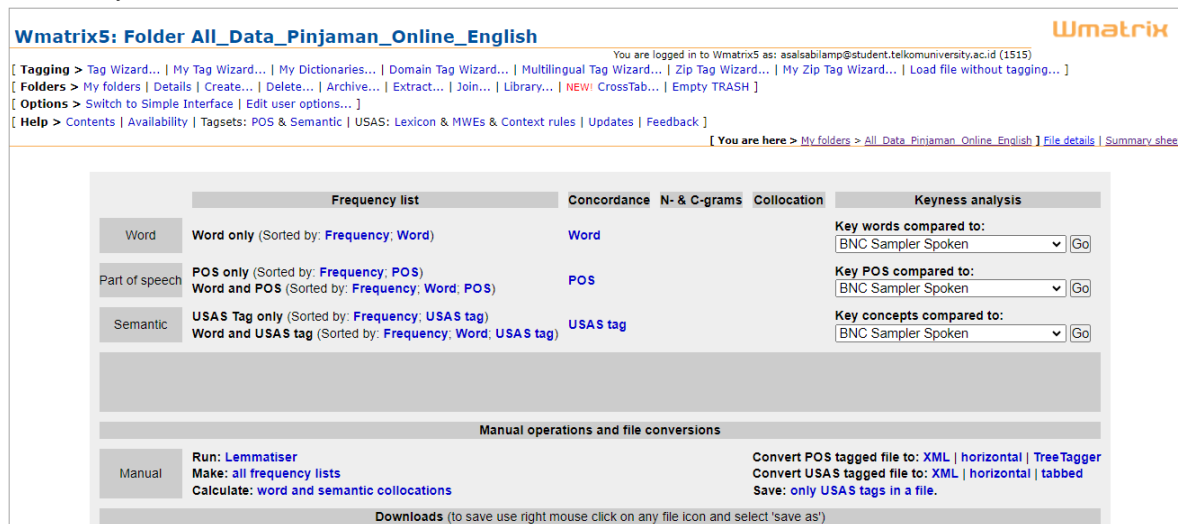 Wmatrix5: Folder All_Data_Pinjaman_Online_English
Wmatrix
You are logged in to Wmatrix5 as: asalsabilamp@student.telkomuniversity.ac.id (1515)
[ Tagging > Tag Wizard... | My Tag Wizard... | My Dictionaries... | Domain Tag Wizard... | Multilingual Tag Wizard... | Zip Tag Wizard... | My Zip Tag Wizard... | Load file without tagging... ]
[ Folders > My folders | Details | Create... | Delete... | Archive... | Extract... | Join... | Library... | NEW! CrossTab... | Empty TRASH ]
[ Options > Switch to Simple Interface | Edit user options... ]
[ Help > Contents | Availability | Tagsets: POS & Semantic | USAS: Lexicon & MWEs & Context rules | Updates | Feedback ]
[ You are here > My folders > All_Data_Pinjaman_Online_English ] File details | Summary shee
Frequency list Concordance N- & C-grams Collocation Keyness analysis
Word
Word only (Sorted by: Frequency; Word)
Word
Key words compared to:
BNC Sampler Spoken Go
Part of speech
POS only (Sorted by: Frequency; POS)
Word and POS (Sorted by: Frequency; Word; POS)
POS
Key POS compared to:
BNC Sampler Spoken Go
Semantic
USAS Tag only (Sorted by: Frequency; USAS tag)
Word and USAS tag (Sorted by: Frequency; Word; USAS tag)
USAS tag
Key concepts compared to:
BNC Sampler Spoken Go
Manual operations and file conversions
Manual
Run: Lemmatiser
Make: all frequency lists
Calculate: word and semantic collocations
Convert POS tagged file to: XML | horizontal | TreeTagger
Convert USAS tagged file to: XML | horizontal | tabbed
Save: only USAS tags in a file.
Downloads (to save use right mouse click on any file icon and select 'save as')